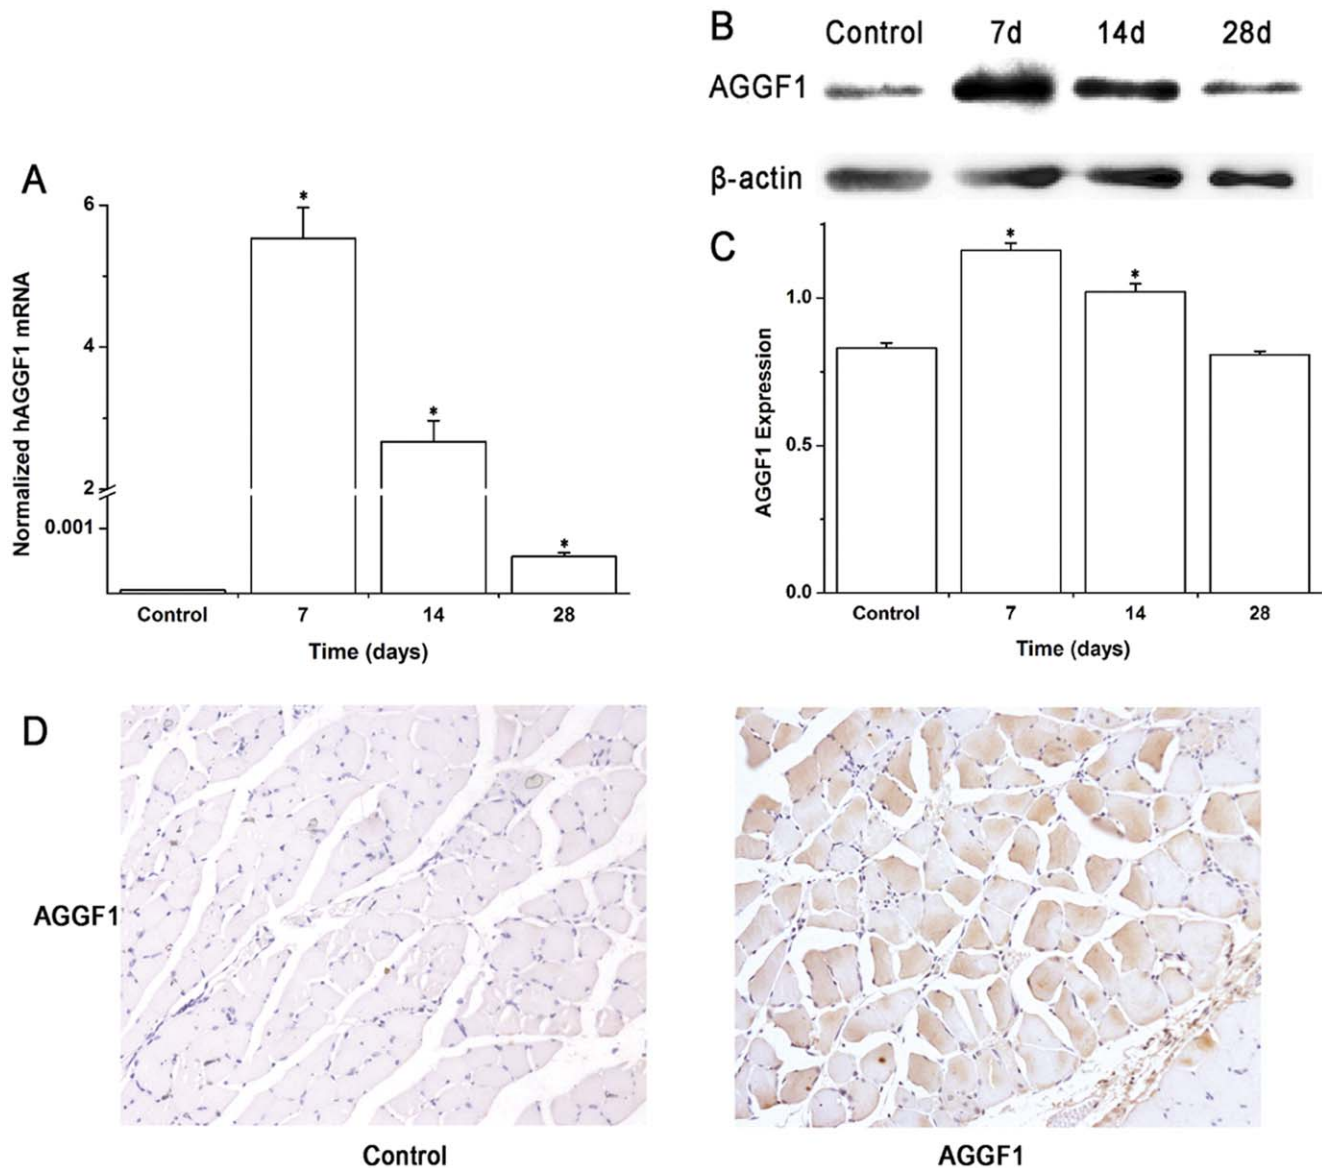 A
Normalized hAGGF1 mRNA
6
4
2
0.001
*
*
*
Control 7 14 28
Time (days)
B
Control 7d 14d 28d
AGGF1
β-actin
C
AGGF1 Expression
1.0
0.5
0.0
*
*
Control 7 14 28
Time (days)
D
AGGF1
Control
AGGF1